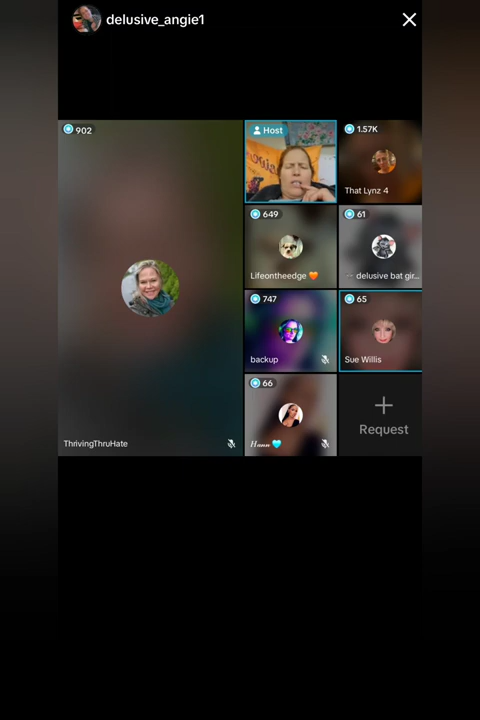 delusive_angie1
902
Host
1.57K
That Lynz 4
649
61
Lifeontheedge 🧡
delusive bat gir...
747
65
backup
Sue Willis
66
ThrivingThruHate
Request